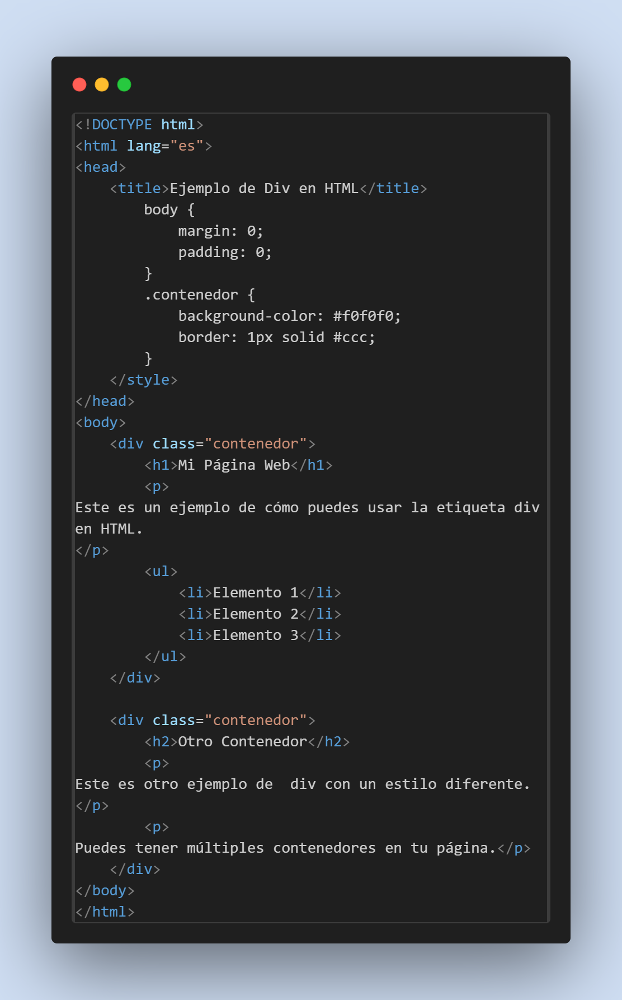 <!DOCTYPE html>
<html lang="es">
<head>
    <title>Ejemplo de Div en HTML</title>
        body {
            margin: 0;
            padding: 0;
        }
        .contenedor {
            background-color: #f0f0f0;
            border: 1px solid #ccc;
        }
    </style>
</head>
<body>
    <div class="contenedor">
        <h1>Mi Página Web</h1>
        <p>
Este es un ejemplo de cómo puedes usar la etiqueta div
en HTML.
</p>
        <ul>
            <li>Elemento 1</li>
            <li>Elemento 2</li>
            <li>Elemento 3</li>
        </ul>
    </div>

    <div class="contenedor">
        <h2>Otro Contenedor</h2>
        <p>
Este es otro ejemplo de  div con un estilo diferente.
</p>
        <p>
Puedes tener múltiples contenedores en tu página.</p>
    </div>
</body>
</html>